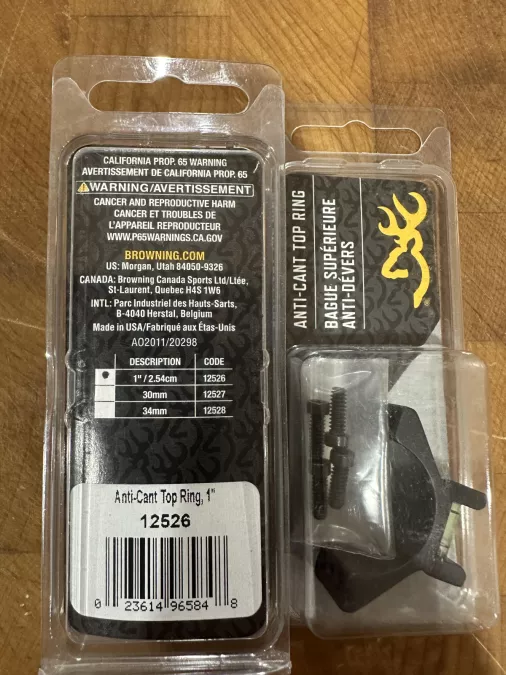 CALIFORNIA PROP. 65 WARNING
AVERTISSEMENT DE CALIFORNIA PROP. 65
WARNING/AVERTISSEMENT
CANCER AND REPRODUCTIVE HARM
CANCER ET TROUBLES DE
L'APPAREIL REPRODUCTEUR
WWW.P65WARNINGS.CA.GOV
BROWNING.COM
US: Morgan, Utah 84050-9326
CANADA: Browning Canada Sports Ltd/Ltée,
St-Laurent, Quebec H4S 1W6
INTL: Parc Industriel des Hauts-Sarts,
B-4040 Herstal, Belgium
Made in USA/Fabriqué aux États-Unis
AO2011/20298
DESCRIPTION CODE
1" / 2.54cm 12526
30mm 12527
34mm 12528
Anti-Cant Top Ring, 1"
12526
0 23614 96584 8
ANTI-CANT TOP RING
BAGUE SUPÉRIEURE
ANTI-DÉVERS